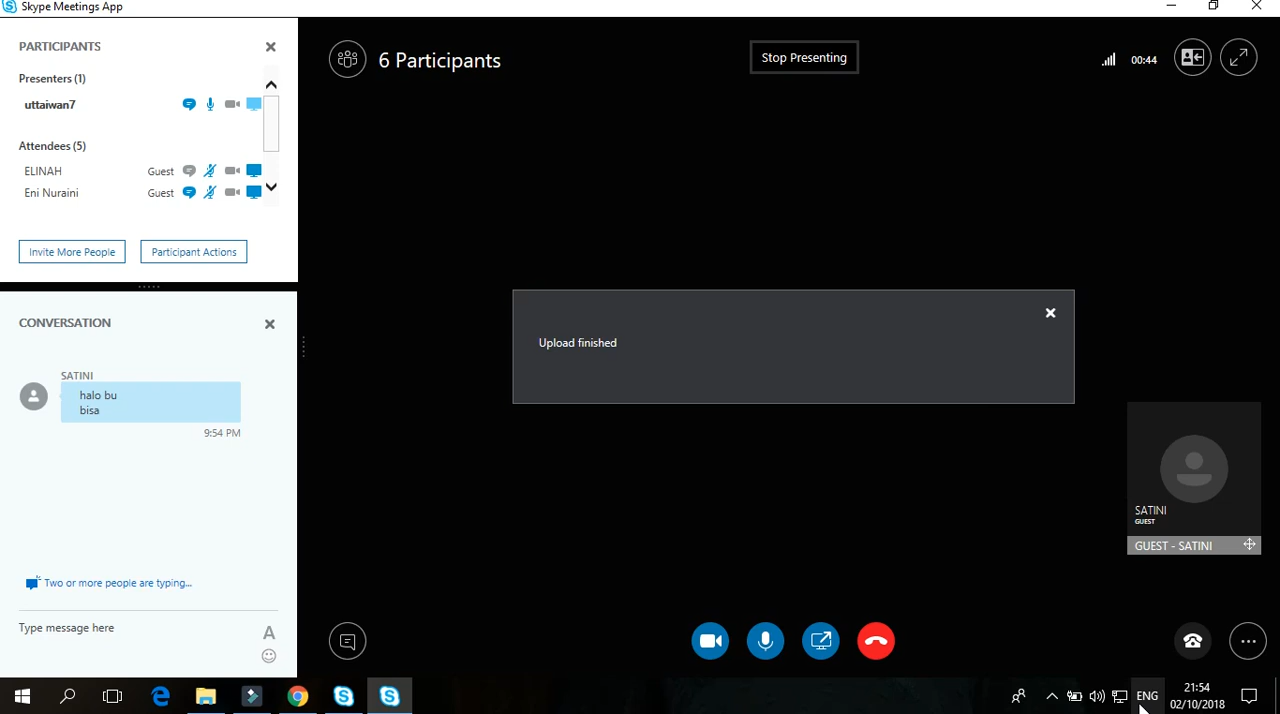 Skype Meetings App
PARTICIPANTS
Presenters (1)
uttaiwan7
Attendees (5)
ELINAH Guest
Eni Nuraini Guest
Invite More People Participant Actions
CONVERSATION
SATINI
halo bu
bisa
9:54 PM
Two or more people are typing...
Type message here
A
6 Participants
Stop Presenting
00:44
Upload finished
SATINI
GUEST
GUEST - SATINI
ENG
21:54
02/10/2018